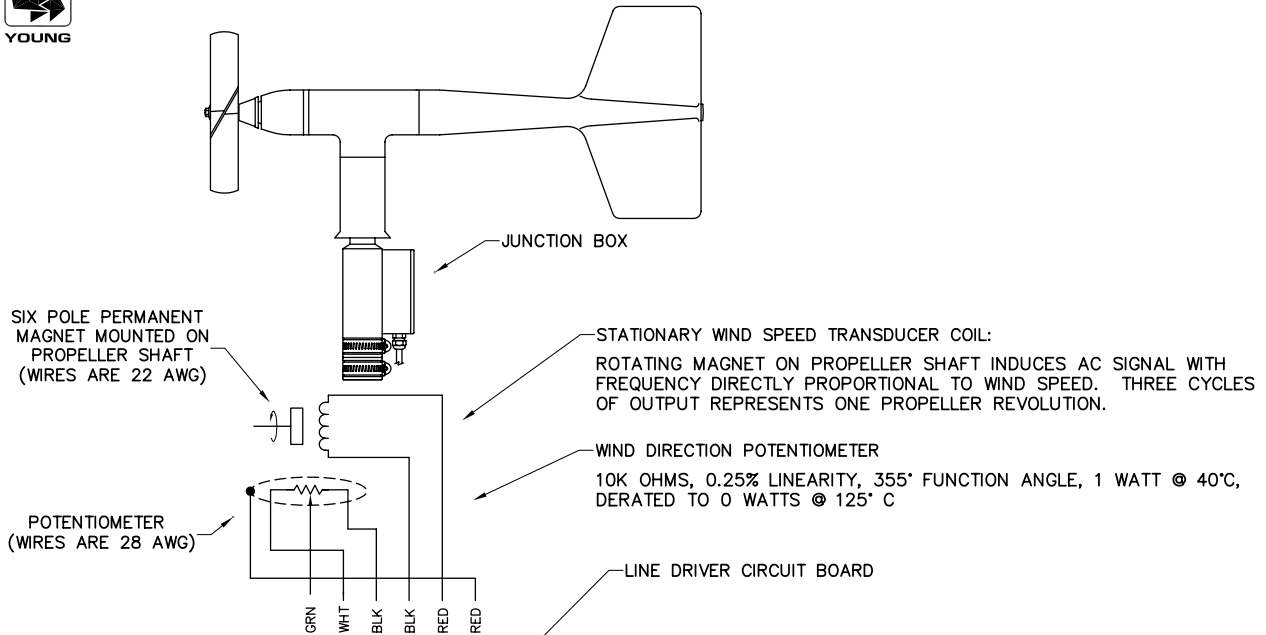 YOUNG
JUNCTION BOX
SIX POLE PERMANENT
MAGNET MOUNTED ON
PROPELLER SHAFT
(WIRES ARE 22 AWG)
STATIONARY WIND SPEED TRANSDUCER COIL:
ROTATING MAGNET ON PROPELLER SHAFT INDUCES AC SIGNAL WITH
FREQUENCY DIRECTLY PROPORTIONAL TO WIND SPEED. THREE CYCLES
OF OUTPUT REPRESENTS ONE PROPELLER REVOLUTION.
WIND DIRECTION POTENTIOMETER
10K OHMS, 0.25% LINEARITY, 355° FUNCTION ANGLE, 1 WATT @ 40°C,
DERATED TO 0 WATTS @ 125° C
POTENTIOMETER
(WIRES ARE 28 AWG)
LINE DRIVER CIRCUIT BOARD
GRN
WHT
BLK
BLK
RED
RED